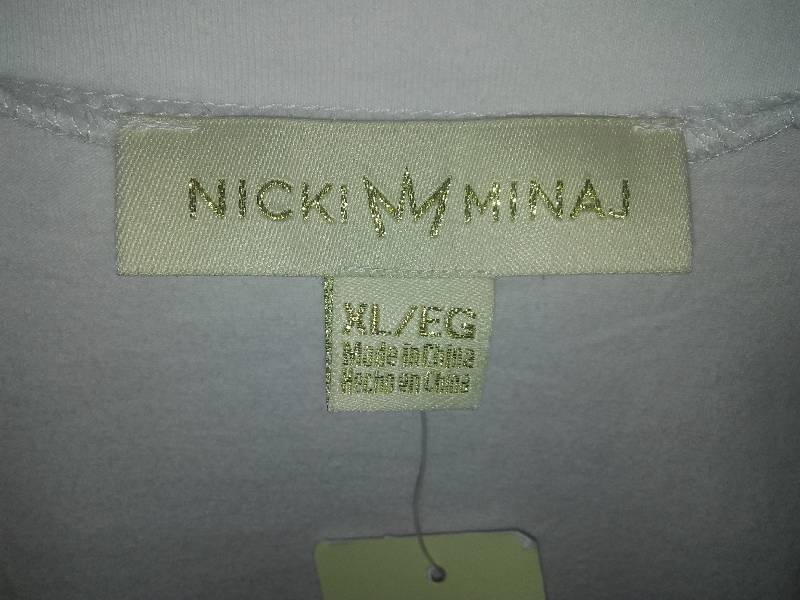 NICKI MINAJ
XL/EG
Made in China
Hecho en China